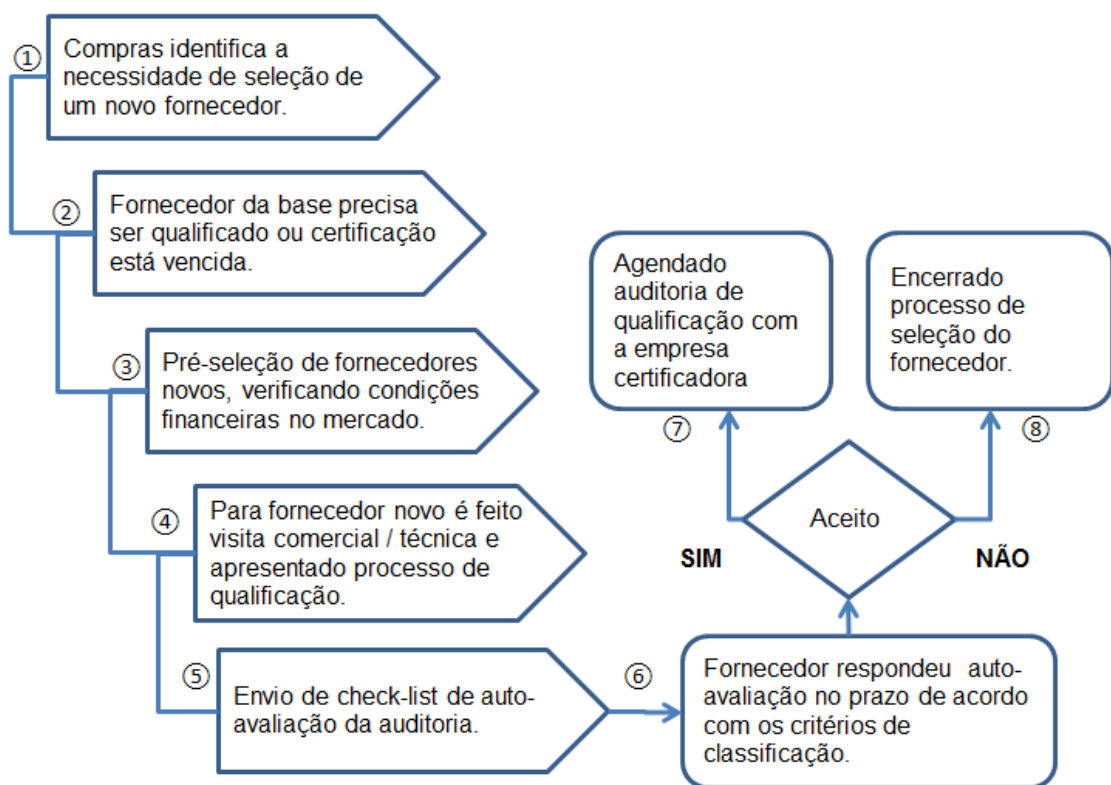 ①
Compras identifica a
necessidade de seleção de
um novo fornecedor.
②
Fornecedor da base precisa
ser qualificado ou certificação
está vencida.
③
Pré-seleção de fornecedores
novos, verificando condições
financeiras no mercado.
④
Para fornecedor novo é feito
visita comercial / técnica e
apresentado processo de
qualificação.
⑤
Envio de check-list de auto-
avaliação da auditoria.
⑥
Fornecedor respondeu auto-
avaliação no prazo de acordo
com os critérios de
classificação.
Aceito
SIM
NÃO
⑦
Agendado
auditoria de
qualificação com
a empresa
certificadora
⑧
Encerrado
processo de
seleção do
fornecedor.